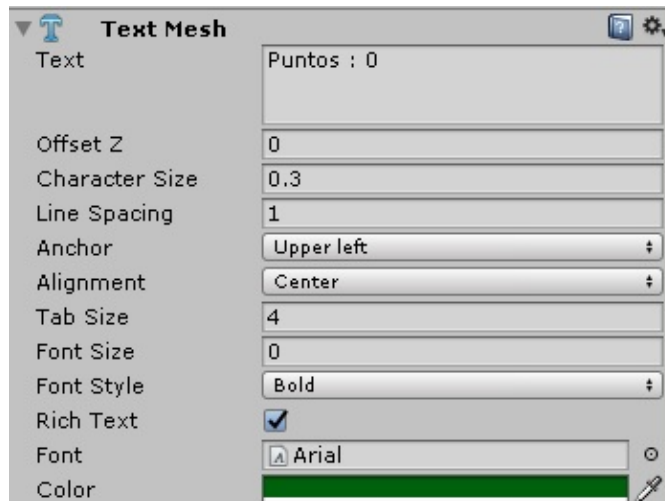 Text Mesh
Text Puntos : 0
Offset Z 0
Character Size 0.3
Line Spacing 1
Anchor Upper left
Alignment Center
Tab Size 4
Font Size 0
Font Style Bold
Rich Text
Font Arial
Color